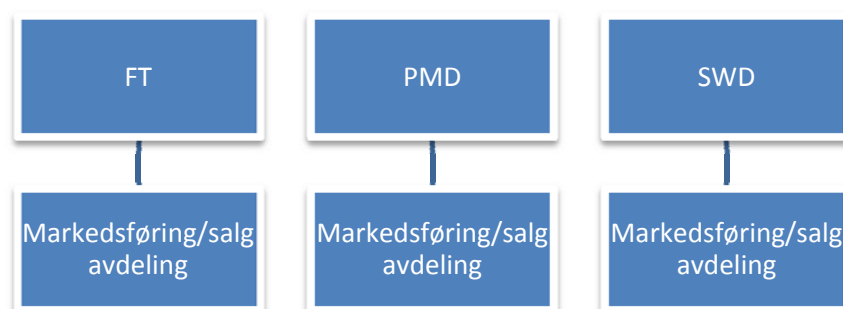 FT
PMD
SWD
Markedsføring/salg
avdeling
Markedsføring/salg
avdeling
Markedsføring/salg
avdeling